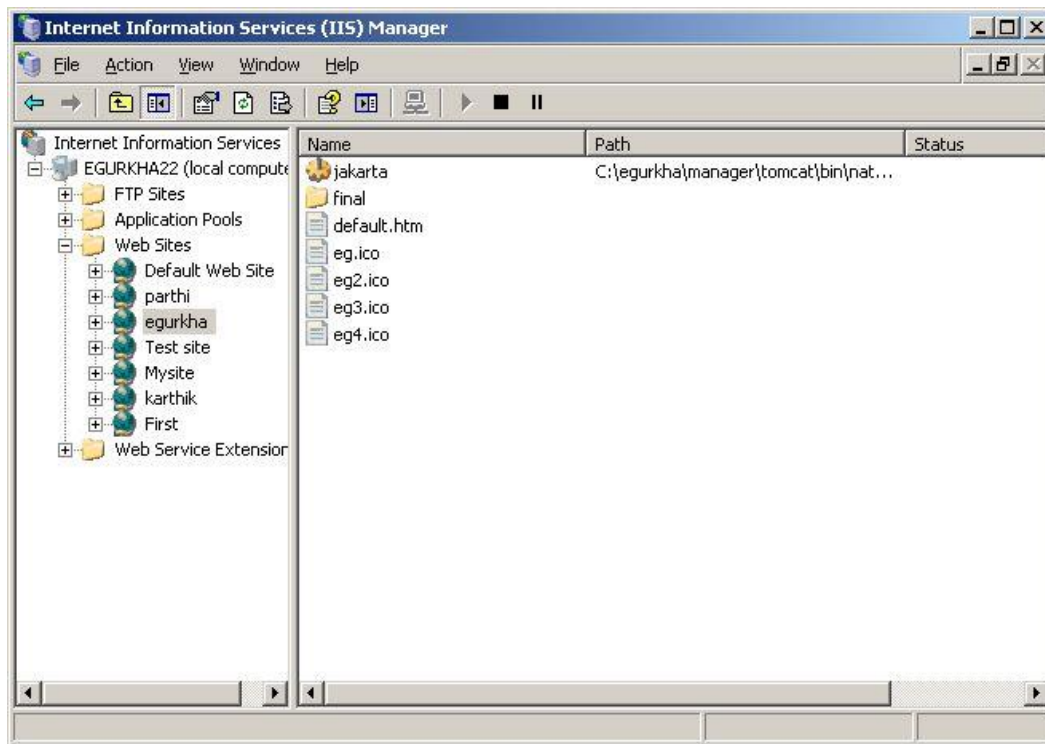 Internet Information Services (IIS) Manager
File Action View Window Help
Internet Information Services
EGURKHA22 (local compute
FTP Sites
Application Pools
Web Sites
Default Web Site
parthi
egurkha
Test site
Mysite
karthik
First
Web Service Extension
Name Path Status
jakarta C:\egurkha\manager\tomcat\bin\nat...
final
default.htm
eg.ico
eg2.ico
eg3.ico
eg4.ico